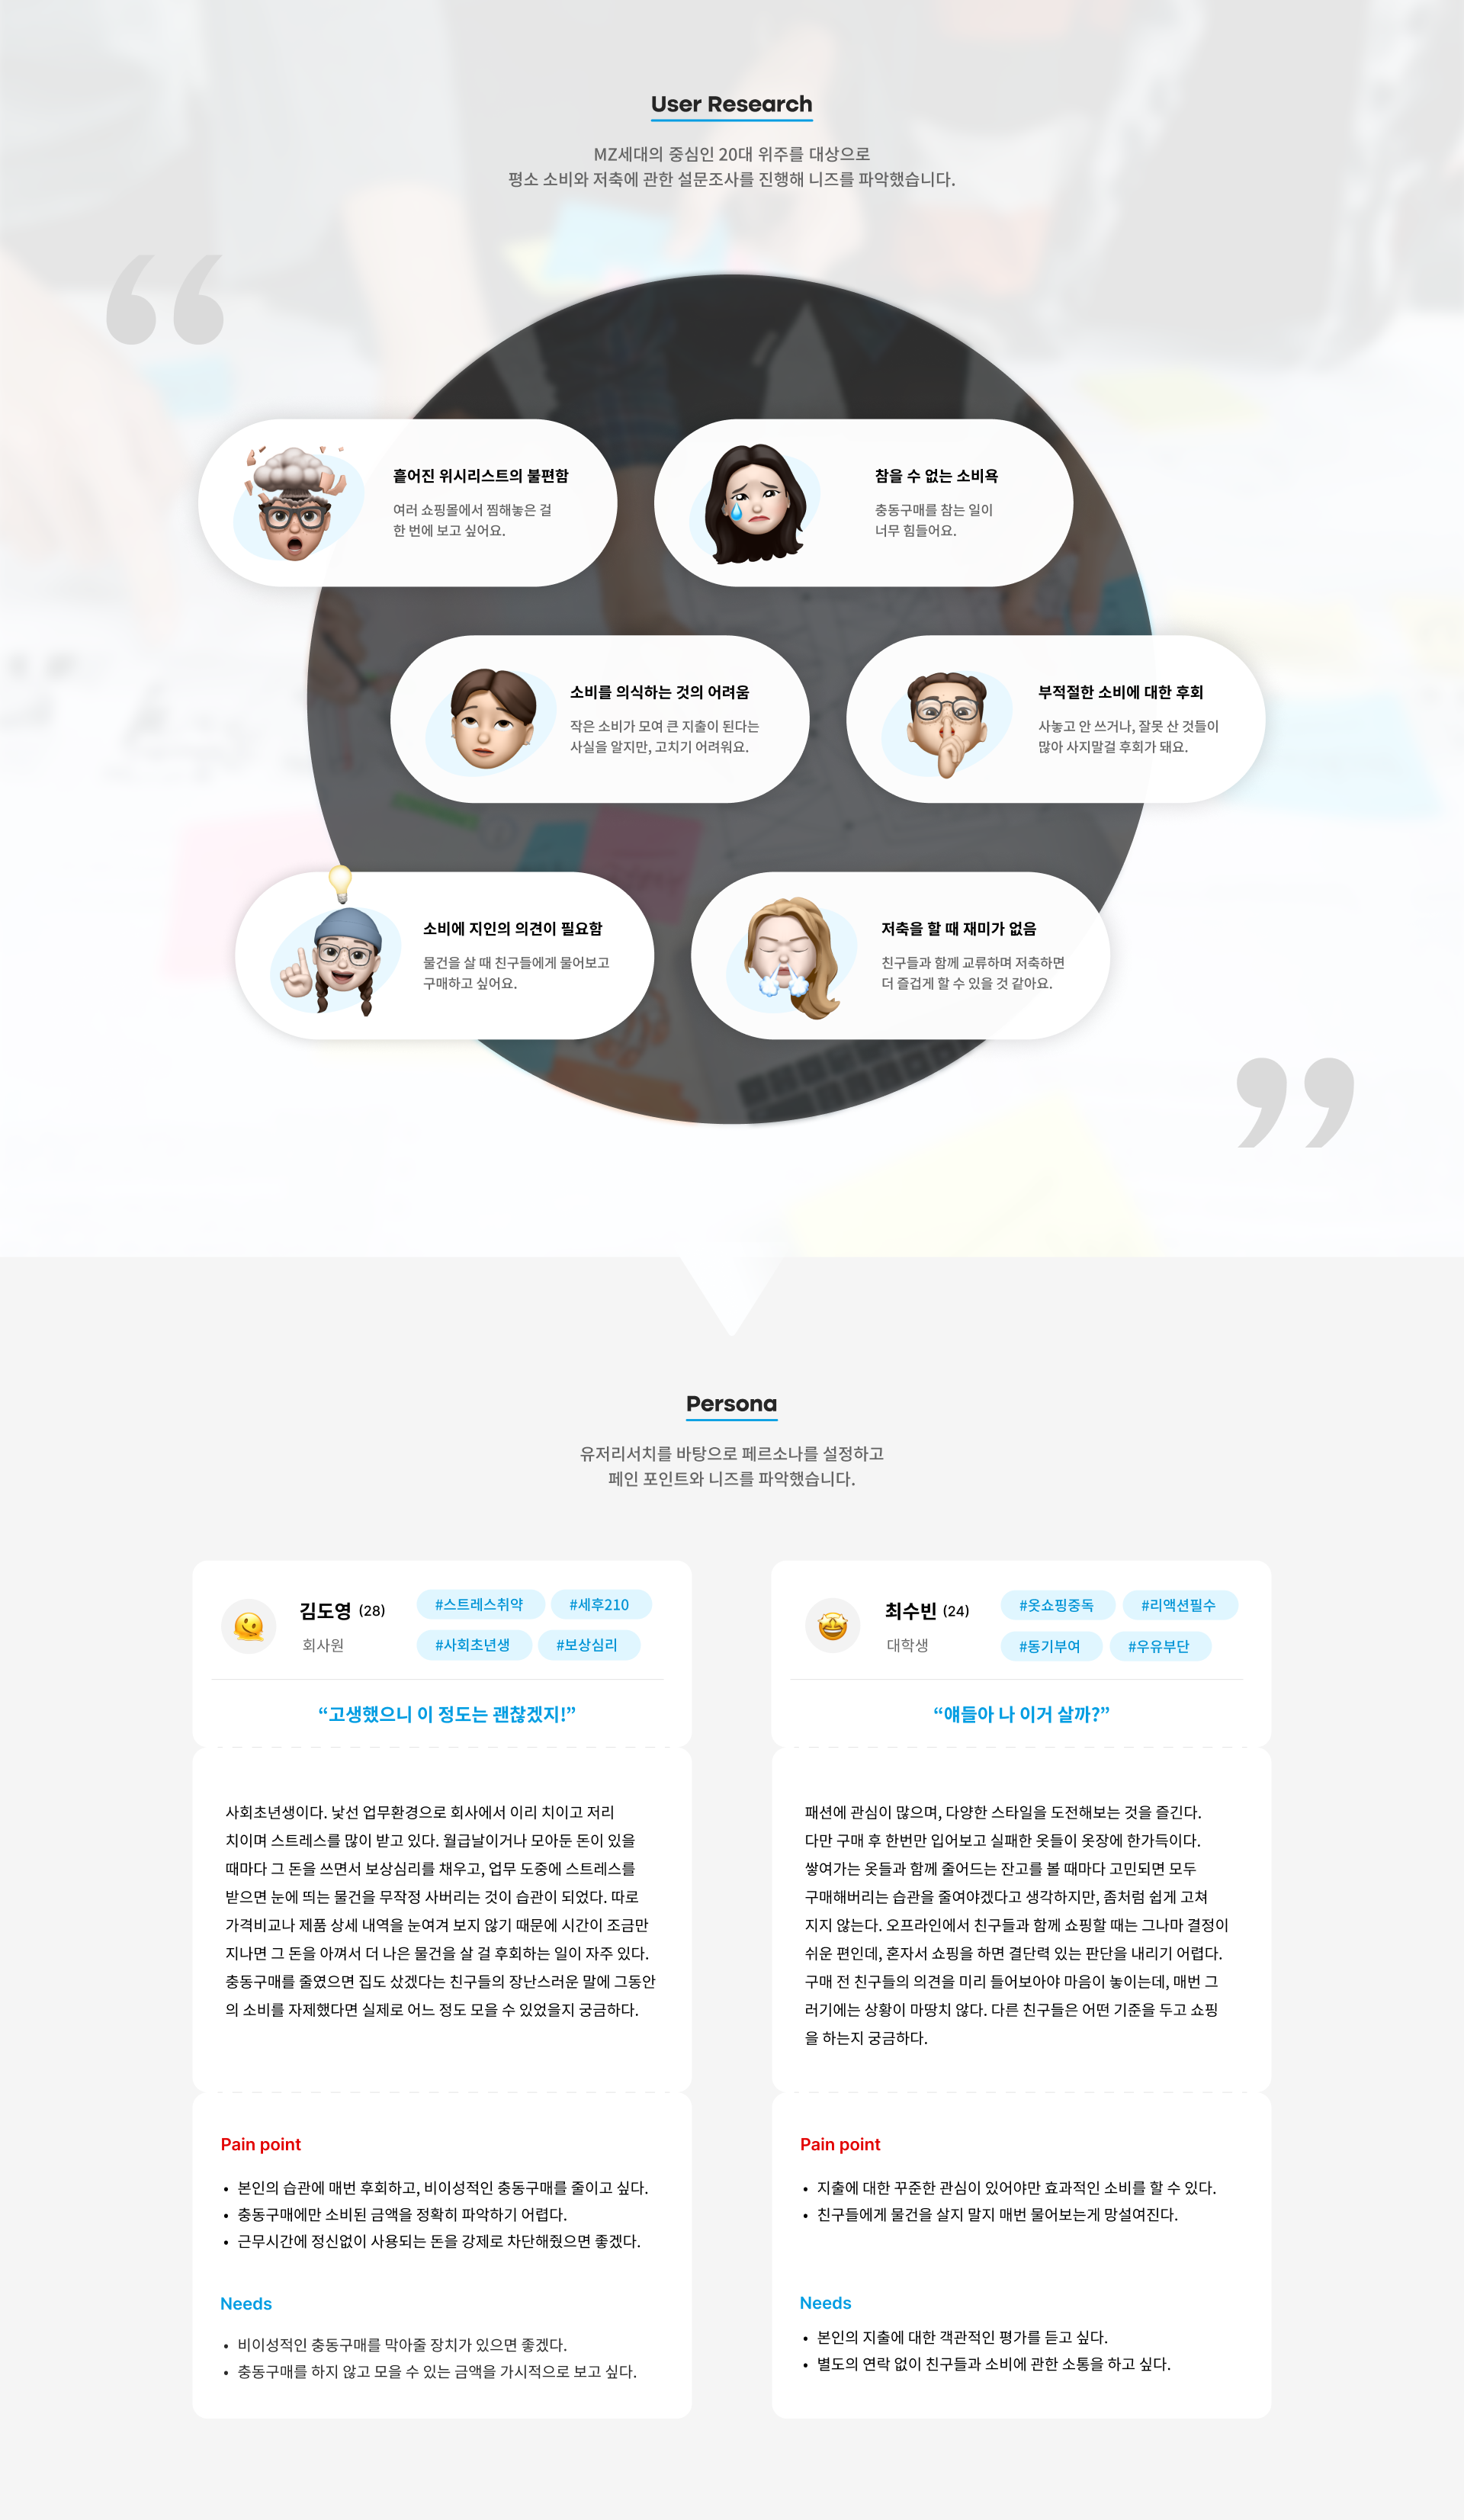 User Research
MZ세대의 중심인 20대 위주를 대상으로
평소 소비와 저축에 관한 설문조사를 진행해 니즈를 파악했습니다.
“
흩어진 위시리스트의 불편함
여러 쇼핑몰에서 찜해놓은 걸
한 번에 보고 싶어요.
참을 수 없는 소비욕
충동구매를 참는 일이
너무 힘들어요.
소비를 의식하는 것의 어려움
작은 소비가 모여 큰 지출이 된다는
사실을 알지만, 고치기 어려워요.
부적절한 소비에 대한 후회
사놓고 안 쓰거나, 잘못 산 것들이
많아 사지말걸 후회가 돼요.
소비에 지인의 의견이 필요함
물건을 살 때 친구들에게 물어보고
구매하고 싶어요.
저축을 할 때 재미가 없음
친구들과 함께 교류하며 저축하면
더 즐겁게 할 수 있을 것 같아요.
”
Persona
유저리서치를 바탕으로 페르소나를 설정하고
페인 포인트와 니즈를 파악했습니다.
김도영 (28)
회사원
#스트레스취약 #세후210
#사회초년생 #보상심리
“고생했으니 이 정도는 괜찮겠지!”
사회초년생이다. 낯선 업무환경으로 회사에서 이리 치이고 저리
치이며 스트레스를 많이 받고 있다. 월급날이거나 모아둔 돈이 있을
때마다 그 돈을 쓰면서 보상심리를 채우고, 업무 도중에 스트레스를
받으면 눈에 띄는 물건을 무작정 사버리는 것이 습관이 되었다. 따로
가격비교나 제품 상세 내역을 눈여겨 보지 않기 때문에 시간이 조금만
지나면 그 돈을 아껴서 더 나은 물건을 살 걸 후회하는 일이 자주 있다.
충동구매를 줄였으면 집도 샀겠다는 친구들의 장난스러운 말에 그동안
의 소비를 자제했다면 실제로 어느 정도 모을 수 있었을지 궁금하다.
Pain point
• 본인의 습관에 매번 후회하고, 비이성적인 충동구매를 줄이고 싶다.
• 충동구매에만 소비된 금액을 정확히 파악하기 어렵다.
• 근무시간에 정신없이 사용되는 돈을 강제로 차단해줬으면 좋겠다.
Needs
• 비이성적인 충동구매를 막아줄 장치가 있으면 좋겠다.
• 충동구매를 하지 않고 모을 수 있는 금액을 가시적으로 보고 싶다.
최수빈 (24)
대학생
#옷쇼핑중독 #리액션필수
#동기부여 #우유부단
“얘들아 나 이거 살까?”
패션에 관심이 많으며, 다양한 스타일을 도전해보는 것을 즐긴다.
다만 구매 후 한번만 입어보고 실패한 옷들이 옷장에 한가득이다.
쌓여가는 옷들과 함께 줄어드는 잔고를 볼 때마다 고민되면 모두
구매해버리는 습관을 줄여야겠다고 생각하지만, 좀처럼 쉽게 고쳐
지지 않는다. 오프라인에서 친구들과 함께 쇼핑할 때는 그나마 결정이
쉬운 편인데, 혼자서 쇼핑을 하면 결단력 있는 판단을 내리기 어렵다.
구매 전 친구들의 의견을 미리 들어보아야 마음이 놓이는데, 매번 그
러기에는 상황이 마땅치 않다. 다른 친구들은 어떤 기준을 두고 쇼핑
을 하는지 궁금하다.
Pain point
• 지출에 대한 꾸준한 관심이 있어야만 효과적인 소비를 할 수 있다.
• 친구들에게 물건을 살지 말지 매번 물어보는게 망설여진다.
Needs
• 본인의 지출에 대한 객관적인 평가를 듣고 싶다.
• 별도의 연락 없이 친구들과 소비에 관한 소통을 하고 싶다.